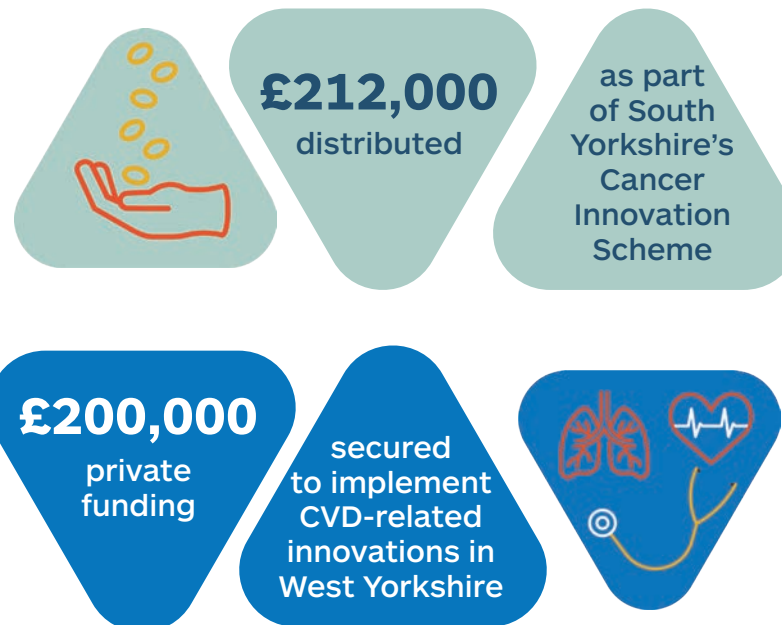 £212,000
distributed
as part
of South
Yorkshire’s
Cancer
Innovation
Scheme
£200,000
private
funding
secured
to implement
CVD-related
innovations in
West Yorkshire